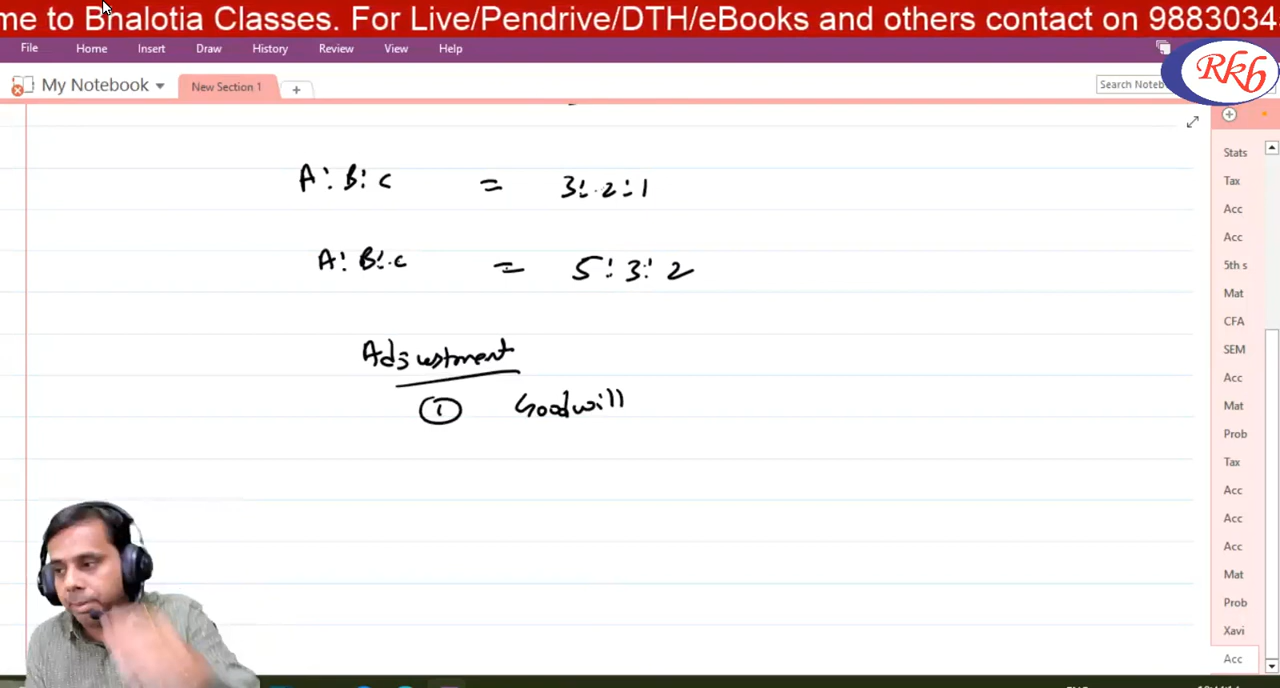 me to Bhalotia Classes. For Live/Pendrive/DTH/eBooks and others contact on 9883034
File Home Insert Draw History Review View Help
Rkb
My Notebook New Section 1 +
Search Noteb
A: B: C = 3: 2: 1
A: B: C = 5: 3: 2
Adjustment
① Goodwill
Stats
Tax
Acc
Acc
5th s
Mat
CFA
SEM
Acc
Mat
Prob
Tax
Acc
Acc
Acc
Mat
Prob
Xavi
Acc